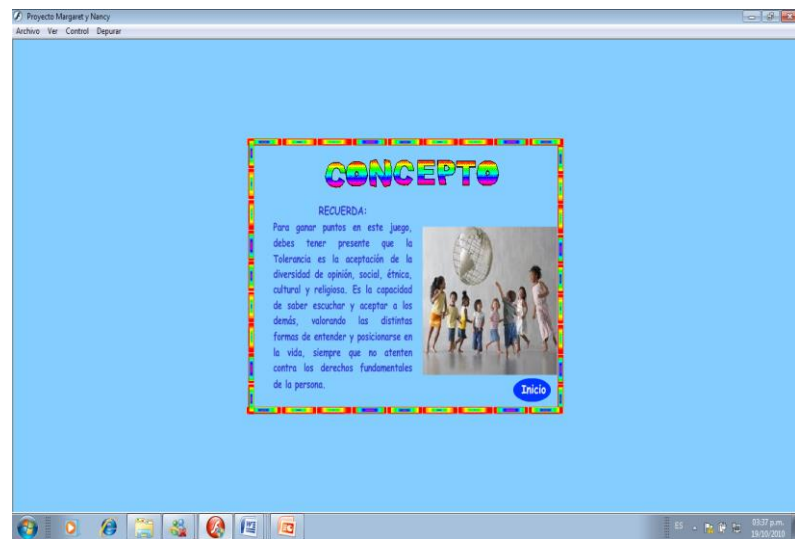 Proyecto Margaret y Nancy
Archivo Ver Control Depurar
CONCEPTO
RECUERDA:
Para ganar puntos en este juego,
debes tener presente que la
Tolerancia es la aceptación de la
diversidad de opinión, social, étnica,
cultural y religiosa. Es la capacidad
de saber escuchar y aceptar a los
demás, valorando las distintas
formas de entender y posicionarse en
la vida, siempre que no atenten
contra los derechos fundamentales
de la persona.
Inicio
ES
03:37 p.m.
19/10/2010